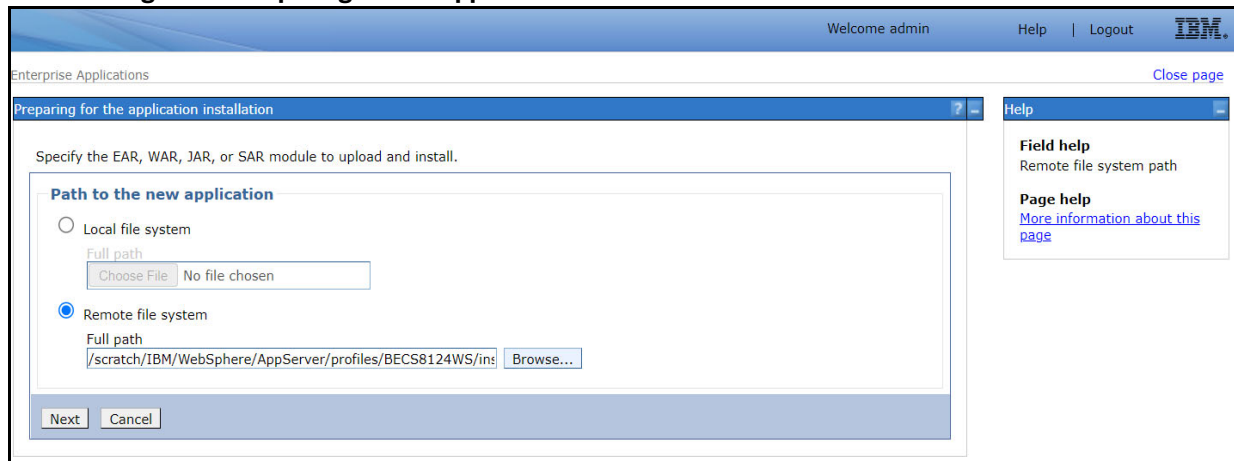 Welcome admin Help | Logout IBM.
Enterprise Applications Close page
Preparing for the application installation ? -
Help -
Specify the EAR, WAR, JAR, or SAR module to upload and install.
Path to the new application
Local file system
Full path
Choose File No file chosen
Remote file system
Full path
/scratch/IBM/WebSphere/AppServer/profiles/BECS8124WS/ins Browse...
Next Cancel
Field help
Remote file system path
Page help
More information about this
page